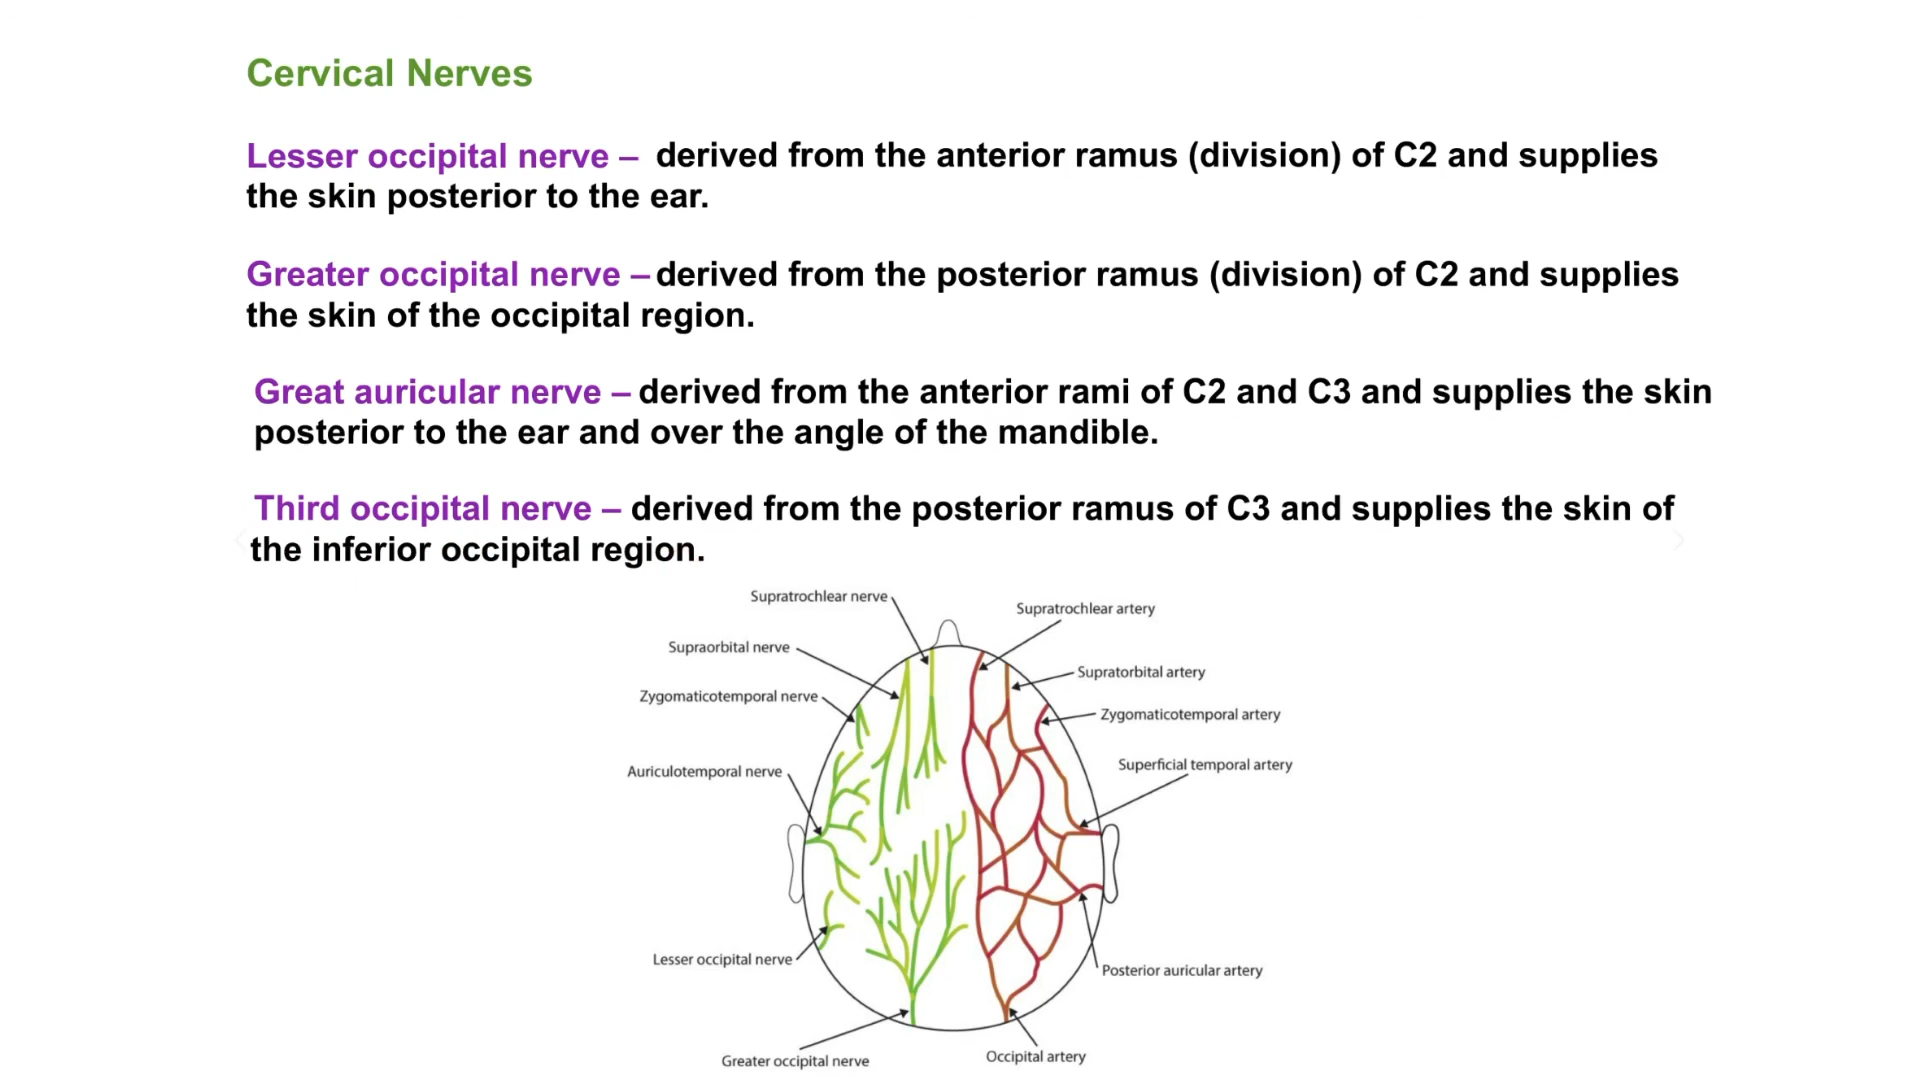 Cervical Nerves
Lesser occipital nerve – derived from the anterior ramus (division) of C2 and supplies
the skin posterior to the ear.
Greater occipital nerve – derived from the posterior ramus (division) of C2 and supplies
the skin of the occipital region.
Great auricular nerve – derived from the anterior rami of C2 and C3 and supplies the skin
posterior to the ear and over the angle of the mandible.
Third occipital nerve – derived from the posterior ramus of C3 and supplies the skin of
the inferior occipital region.
Supratrochlear nerve
Supraorbital nerve
Zygomaticotemporal nerve
Auriculotemporal nerve
Lesser occipital nerve
Greater occipital nerve
Supratrochlear artery
Supratorbital artery
Zygomaticotemporal artery
Superficial temporal artery
Posterior auricular artery
Occipital artery